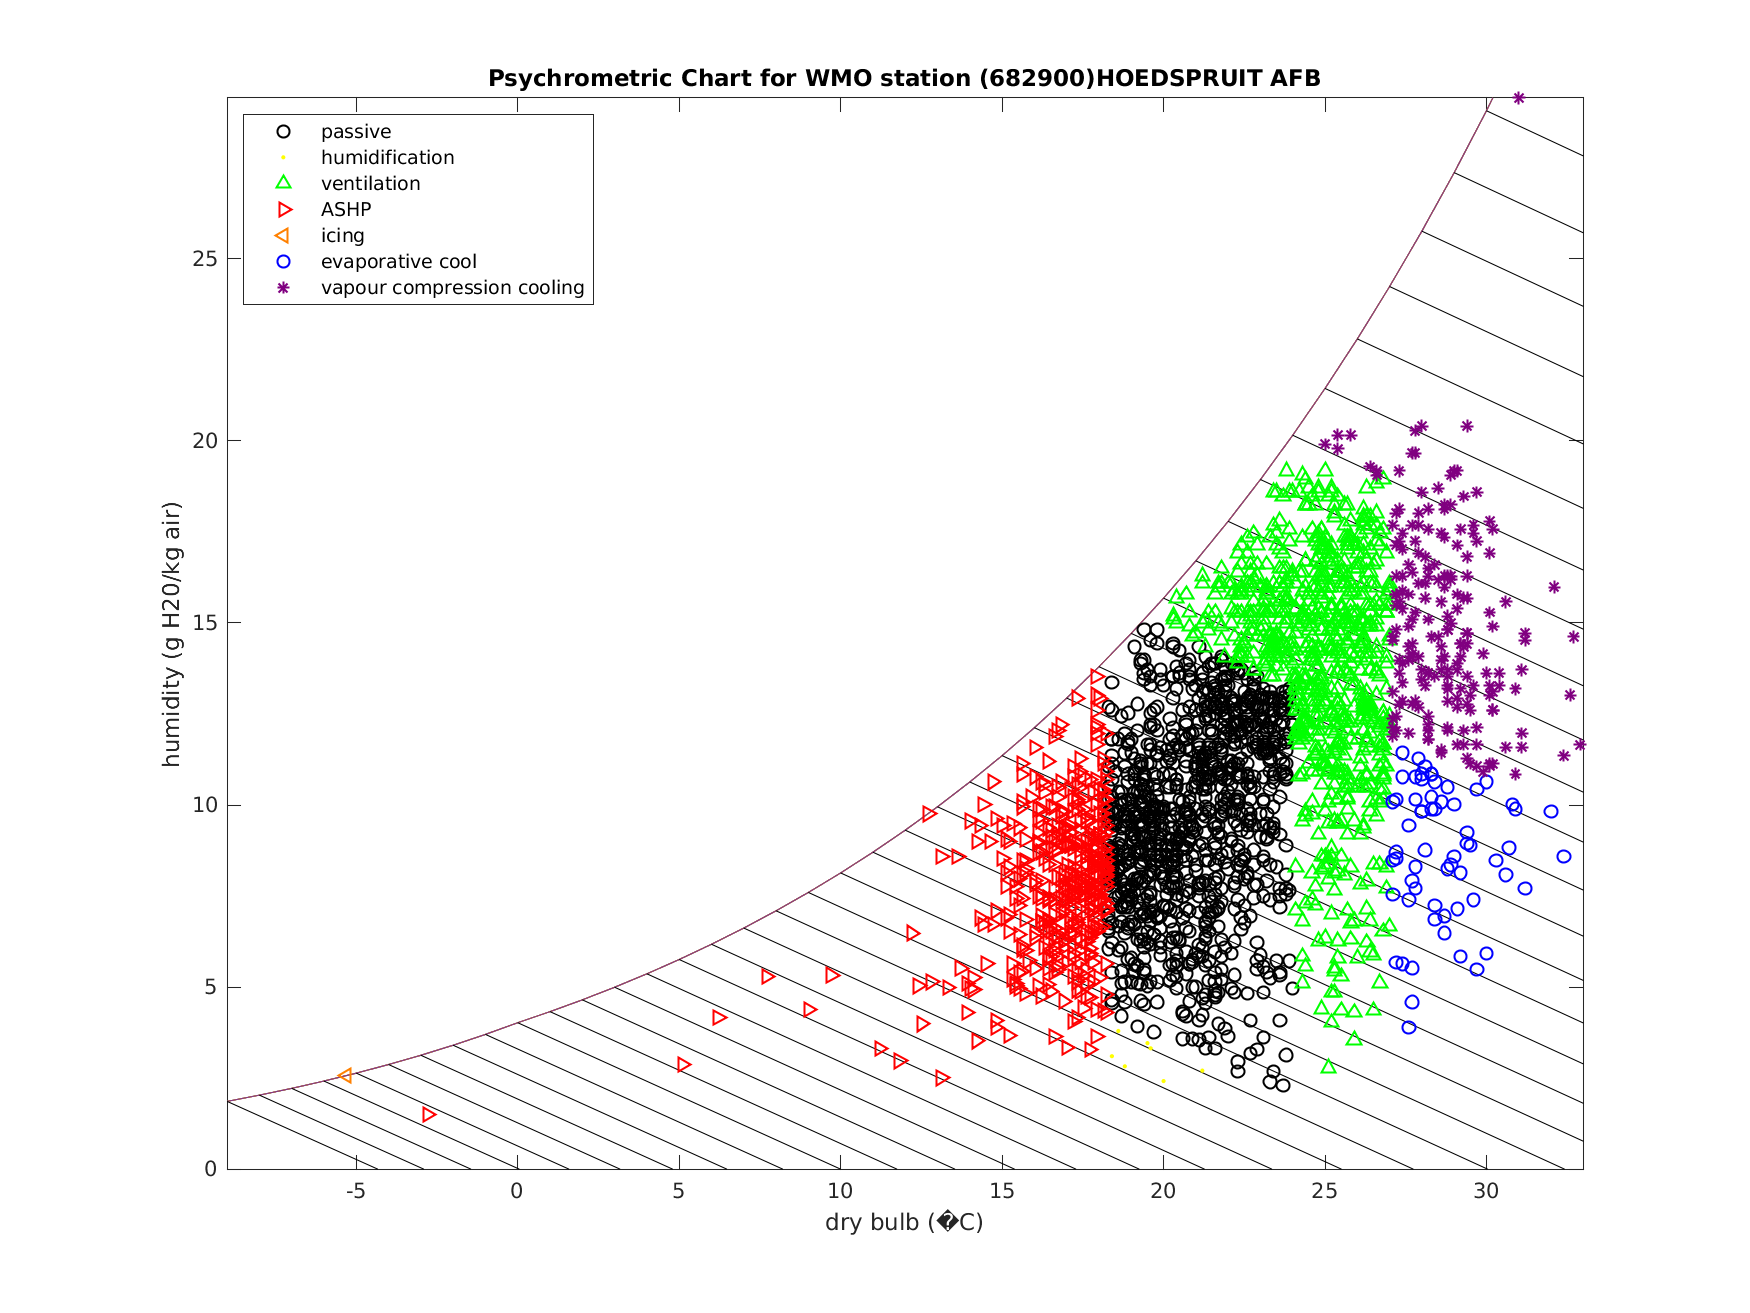 Psychrometric Chart for WMO station (682900)HOEDSPRUIT AFB
passive
humidification
ventilation
ASHP
icing
evaporative cool
vapour compression cooling
humidity (g H20/kg air)
25
20
15
10
5
0
-5 0 5 10 15 20 25 30
dry bulb (�C)